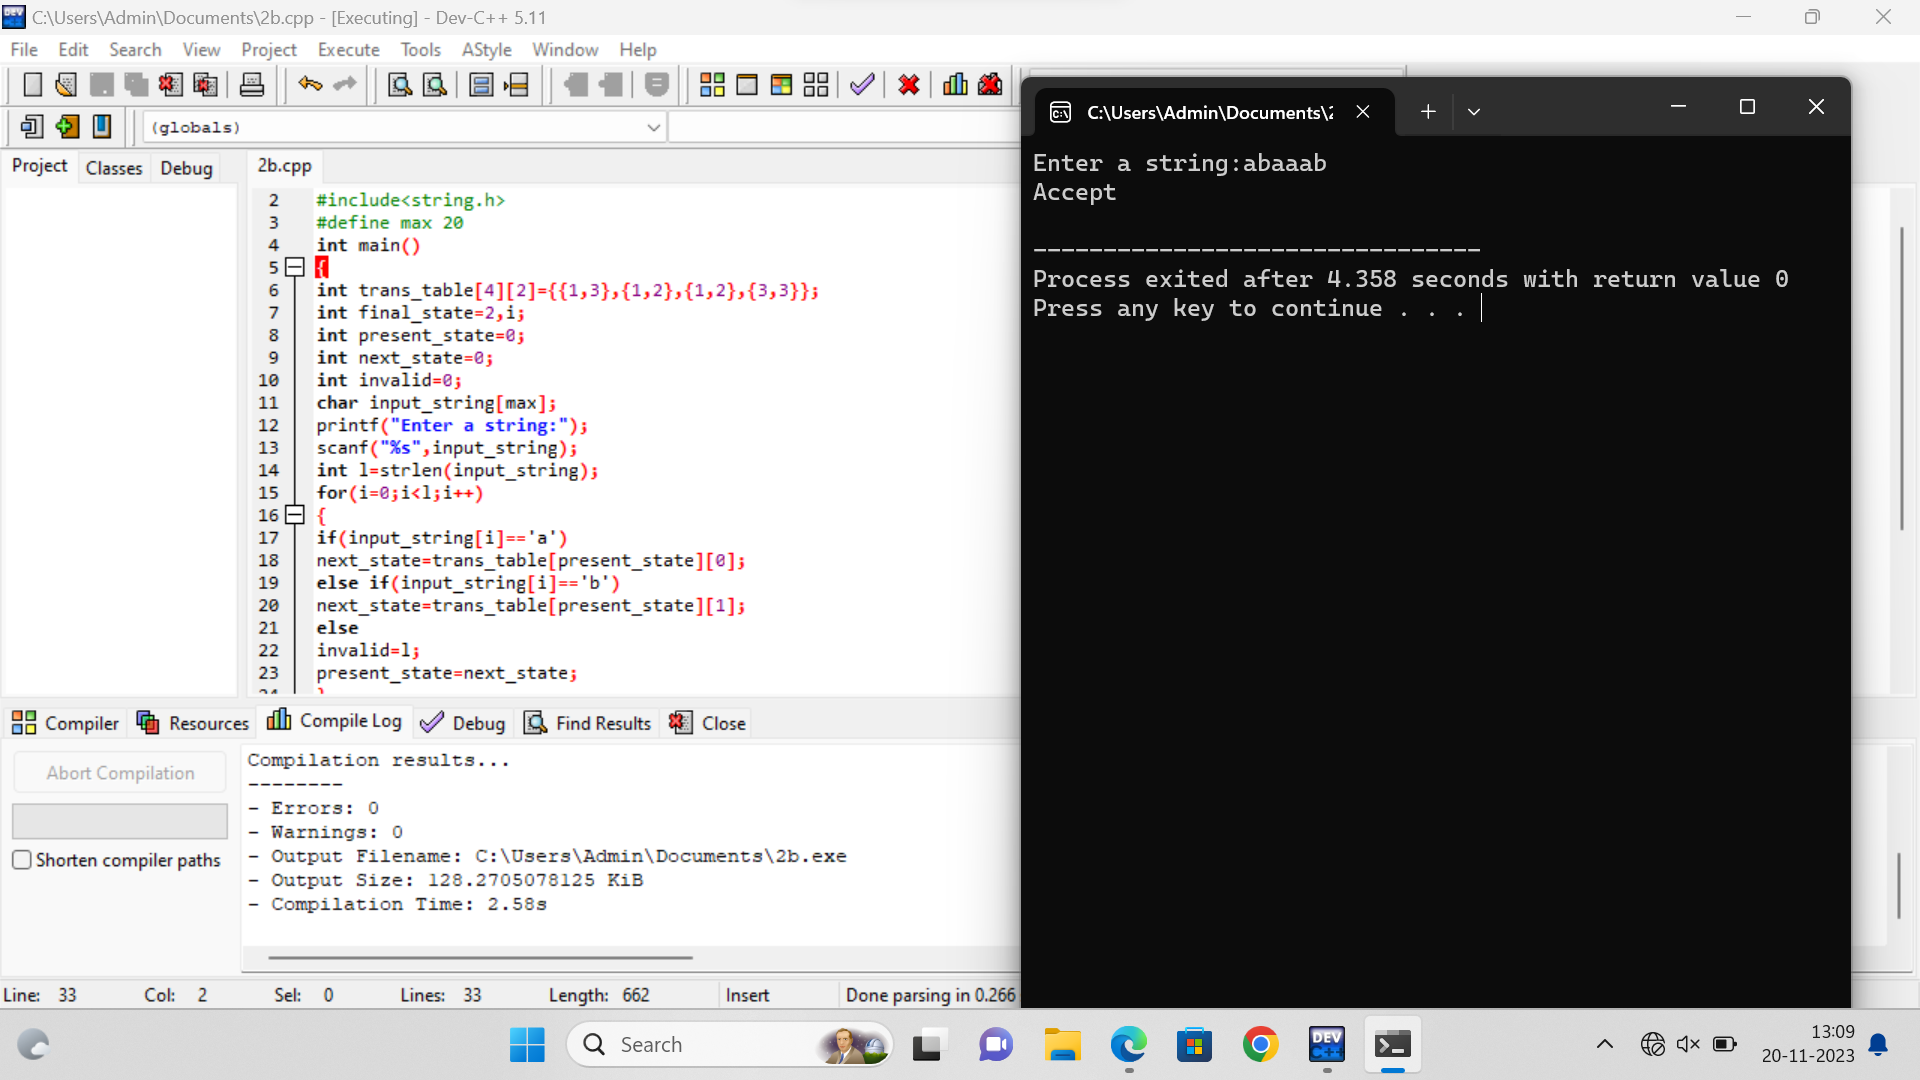 C:\Users\Admin\Documents\2b.cpp - [Executing] - Dev-C++ 5.11
File Edit Search View Project Execute Tools AStyle Window Help
(globals)
Project Classes Debug
2b.cpp
2 #include<string.h>
3 #define max 20
4 int main()
5 {
6 int trans_table[4][2]={{1,3},{1,2},{1,2},{3,3}};
7 int final_state=2,i;
8 int present_state=0;
9 int next_state=0;
10 int invalid=0;
11 char input_string[max];
12 printf("Enter a string:");
13 scanf("%s",input_string);
14 int l=strlen(input_string);
15 for(i=0;i<l;i++)
16 {
17 if(input_string[i]=='a')
18 next_state=trans_table[present_state][0];
19 else if(input_string[i]=='b')
20 next_state=trans_table[present_state][1];
21 else
22 invalid=l;
23 present_state=next_state;
24 }
C:\Users\Admin\Documents\2
Enter a string:abaaab
Accept
--------------------------------
Process exited after 4.358 seconds with return value 0
Press any key to continue . . .
Compiler Resources Compile Log Debug Find Results Close
Abort Compilation
Shorten compiler paths
Compilation results...
--------
- Errors: 0
- Warnings: 0
- Output Filename: C:\Users\Admin\Documents\2b.exe
- Output Size: 128.2705078125 KiB
- Compilation Time: 2.58s
Line: 33 Col: 2 Sel: 0 Lines: 33 Length: 662 Insert Done parsing in 0.266
Search
DEV C++
13:09
20-11-2023